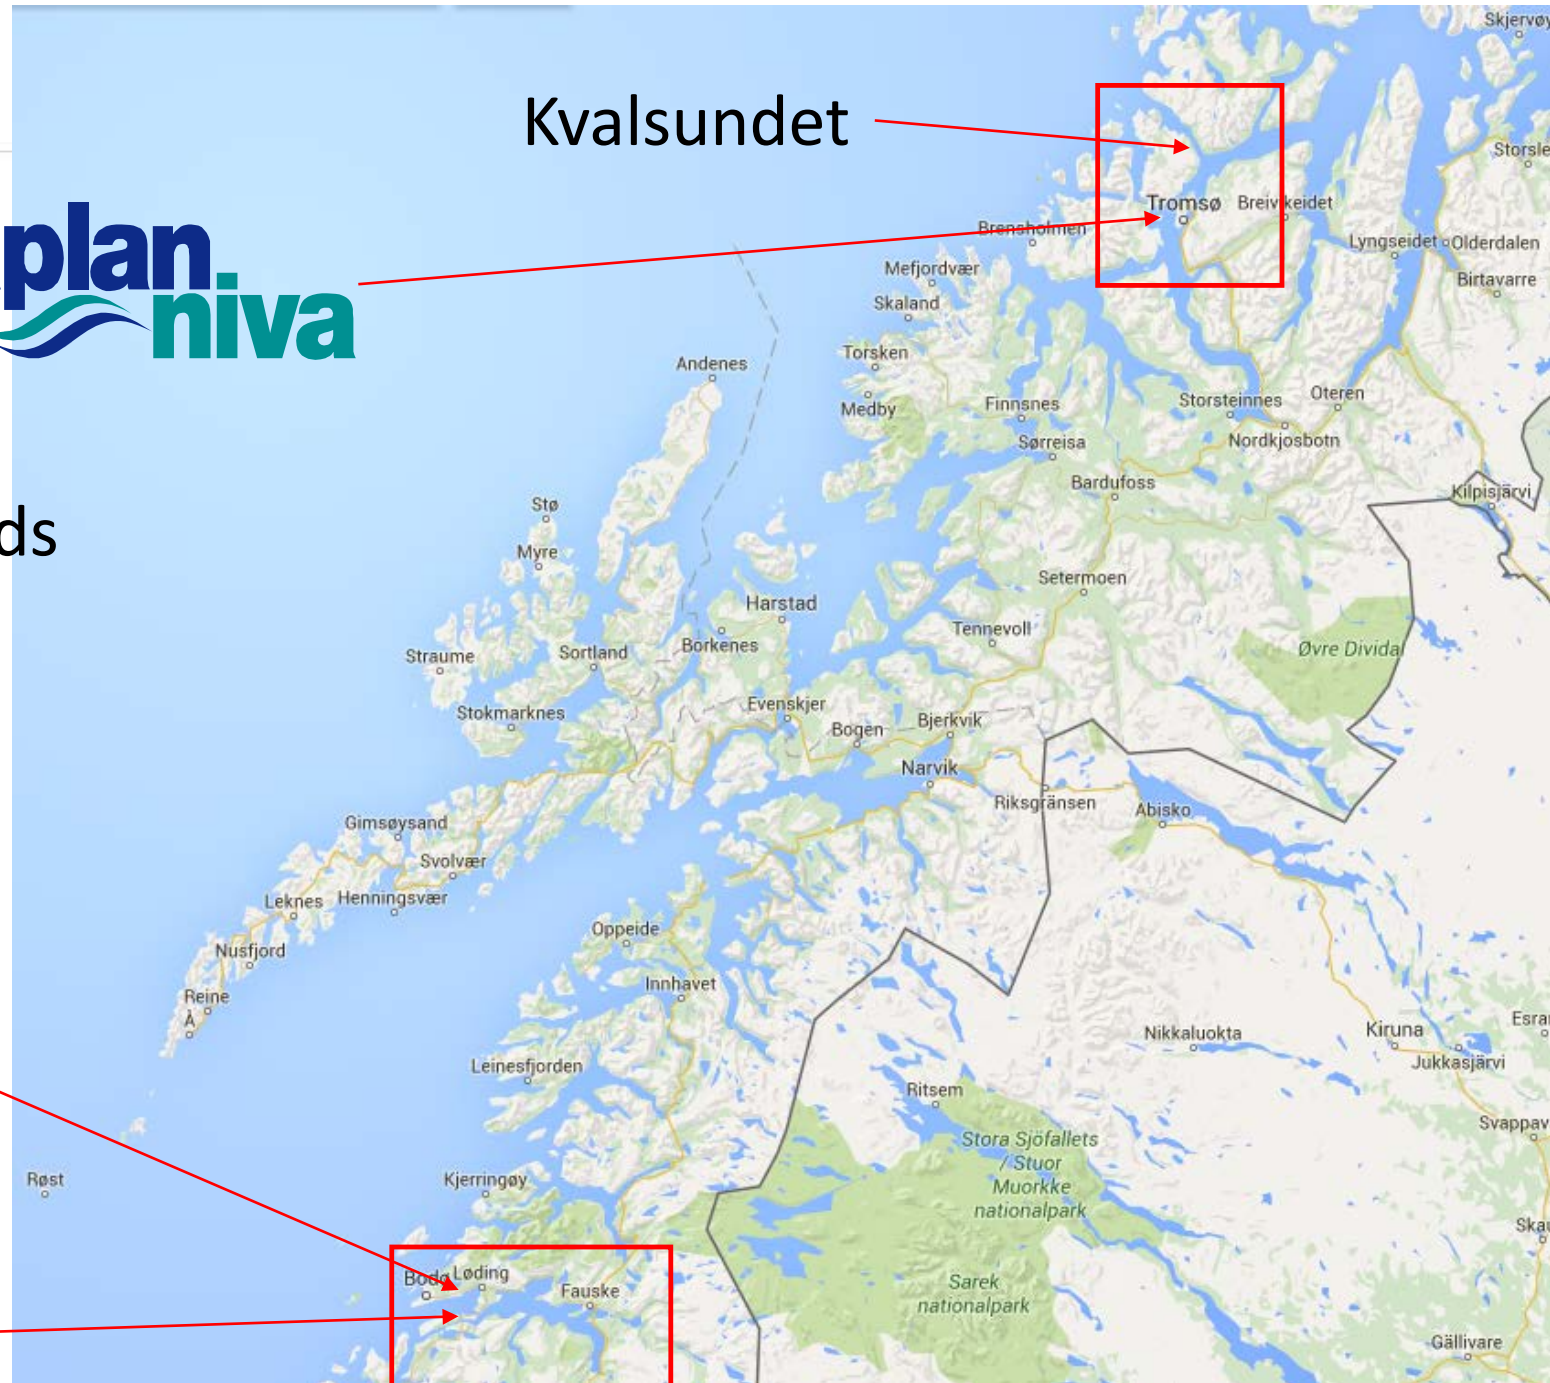 Skjervøy
Kvalsundet
Storsle
plan
niva
Tromsø
Breivikeidet
Brensholmen
Lyngseidet
Olderdalen
Mefjordvær
Birtavarre
Skaland
Torsken
Andenes
Medby
Finnsnes
Storsteinnes
Oteren
Sørreisa
Nordkjosbotn
Bardufoss
Kilpisjärvi
Stø
ds
Myre
Setermoen
Harstad
Tennevoll
Borkenes
Straume
Sortland
Øvre Dividal
Stokmarknes
Evenskjer
Bogen
Bjerkvik
Narvik
Riksgränsen
Abisko
Gimsøysand
Svolvær
Leknes
Henningsvær
Oppeide
Nusfjord
Innhavet
Reine
Å
Esra
Nikkaluokta
Kiruna
Jukkasjärvi
Leinesfjorden
Ritsem
Svappav
Stora Sjöfallets
/ Stuor
Muorkke
nationalpark
Røst
Kjerringøy
Skau
Bodø
Løding
Fauske
Sarek
nationalpark
Gällivare